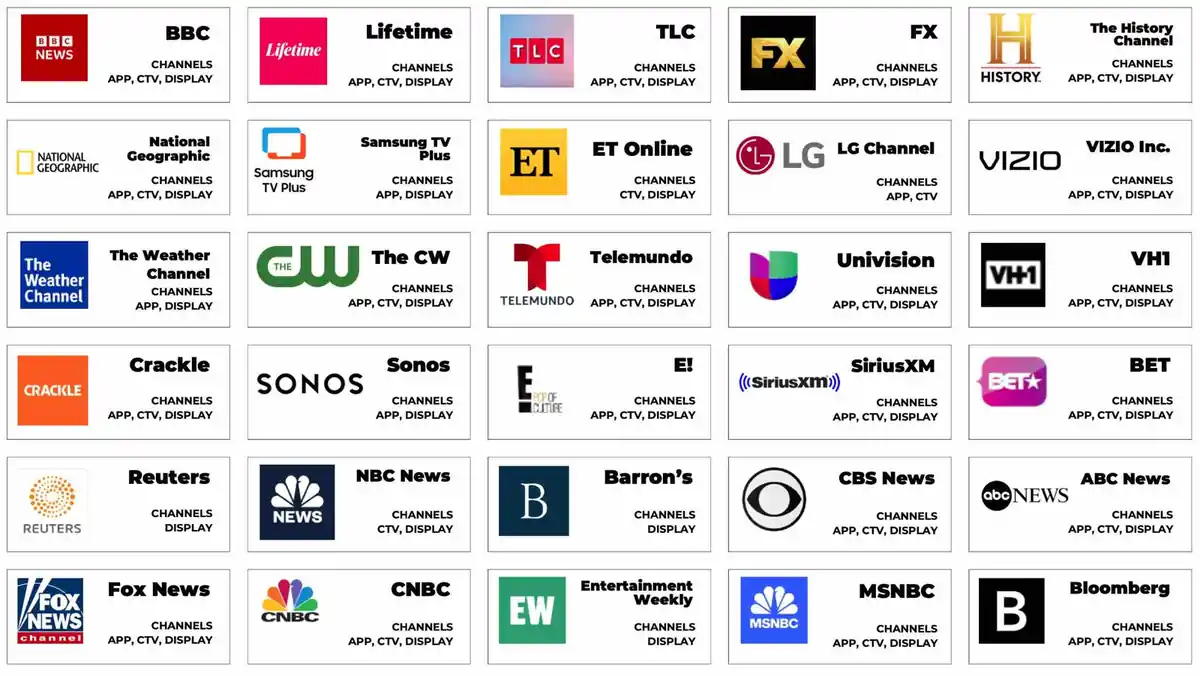 BBC NEWS
BBC
CHANNELS
APP, CTV, DISPLAY
Lifetime
Lifetime
CHANNELS
APP, CTV, DISPLAY
TLC
TLC
CHANNELS
APP, CTV, DISPLAY
FX
FX
CHANNELS
APP, CTV, DISPLAY
H
HISTORY.
The History
Channel
CHANNELS
APP, CTV, DISPLAY
NATIONAL
GEOGRAPHIC
National
Geographic
CHANNELS
APP, CTV, DISPLAY
Samsung
TV Plus
Samsung TV
Plus
CHANNELS
APP, DISPLAY
ET
ET Online
CHANNELS
CTV, DISPLAY
LG
LG Channel
CHANNELS
APP, CTV
VIZIO
VIZIO Inc.
CHANNELS
APP, CTV, DISPLAY
The
Weather
Channel
The Weather
Channel
CHANNELS
APP, DISPLAY
THE CW
The CW
CHANNELS
APP, CTV, DISPLAY
TELEMUNDO
Telemundo
CHANNELS
APP, CTV, DISPLAY
Univision
CHANNELS
APP, CTV, DISPLAY
VH1
VH1
CHANNELS
APP, CTV, DISPLAY
CRACKLE
Crackle
CHANNELS
APP, CTV, DISPLAY
SONOS
Sonos
CHANNELS
APP, DISPLAY
E!
POP OF
CULTURE
E!
CHANNELS
APP, CTV, DISPLAY
SiriusXM
SiriusXM
CHANNELS
APP, CTV, DISPLAY
BET
BET
CHANNELS
APP, CTV, DISPLAY
REUTERS
Reuters
CHANNELS
DISPLAY
NEWS
NBC News
CHANNELS
CTV, DISPLAY
B
Barron's
CHANNELS
DISPLAY
CBS News
CHANNELS
APP, CTV, DISPLAY
abc NEWS
ABC News
CHANNELS
APP, CTV, DISPLAY
FOX
NEWS
channel
Fox News
CHANNELS
APP, CTV, DISPLAY
CNBC
CNBC
CHANNELS
APP, CTV, DISPLAY
EW
Entertainment
Weekly
CHANNELS
DISPLAY
MSNBC
MSNBC
CHANNELS
APP, CTV, DISPLAY
B
Bloomberg
CHANNELS
APP, CTV, DISPLAY